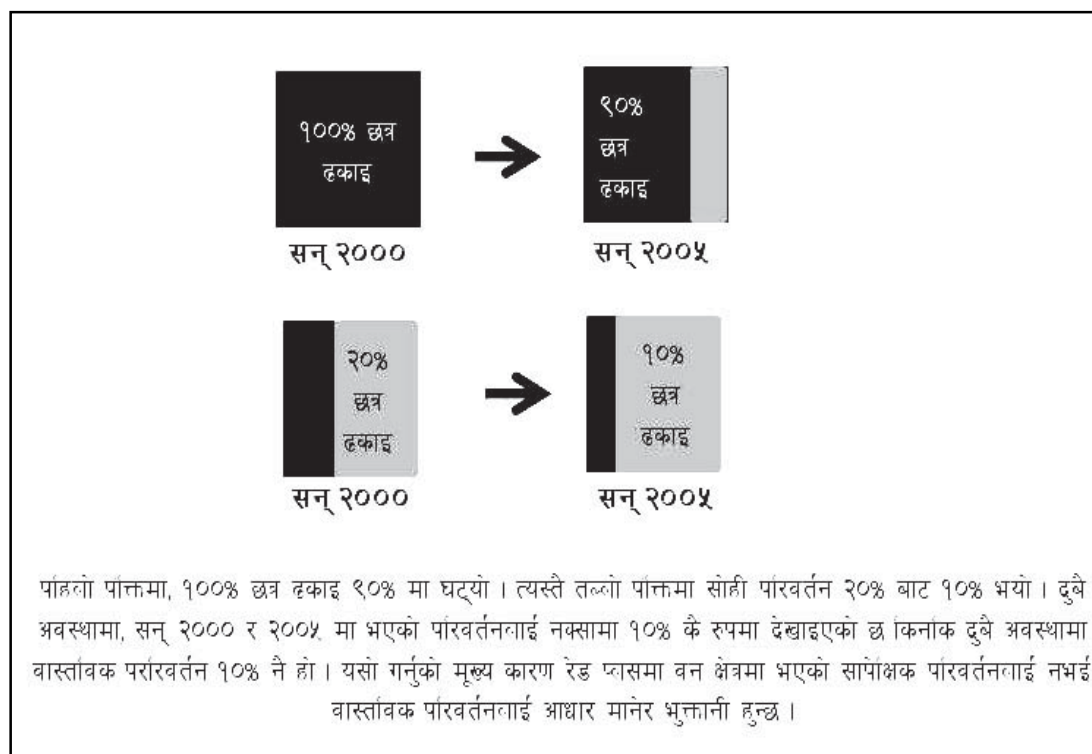 १००% छत्र
ढकाइ
सन् २०००
९०%
छत्र
ढकाइ
सन् २००५
२०%
छत्र
ढकाइ
सन् २०००
१०%
छत्र
ढकाइ
सन् २००५
पहिलो पंक्तिमा, १००% छत्र ढकाइ ९०% मा घट्यो । त्यस्तै तल्लो पंक्तिमा सोही परिवर्तन २०% बाट १०% भयो । दुबै
अवस्थामा, सन् २००० र २००५ मा भएको परिवर्तनलाई नक्सामा १०% कै रुपमा देखाइएको छ किनकि दुबै अवस्थामा
वास्तविक परिरवर्तन १०% नै हो । यसो गर्नुको मूख्य कारण रेड प्लसमा वन क्षेत्रमा भएको सापेक्षिक परिवर्तनलाई नभई
वास्तविक परिवर्तनलाई आधार मानेर भुक्तानी हुन्छ ।